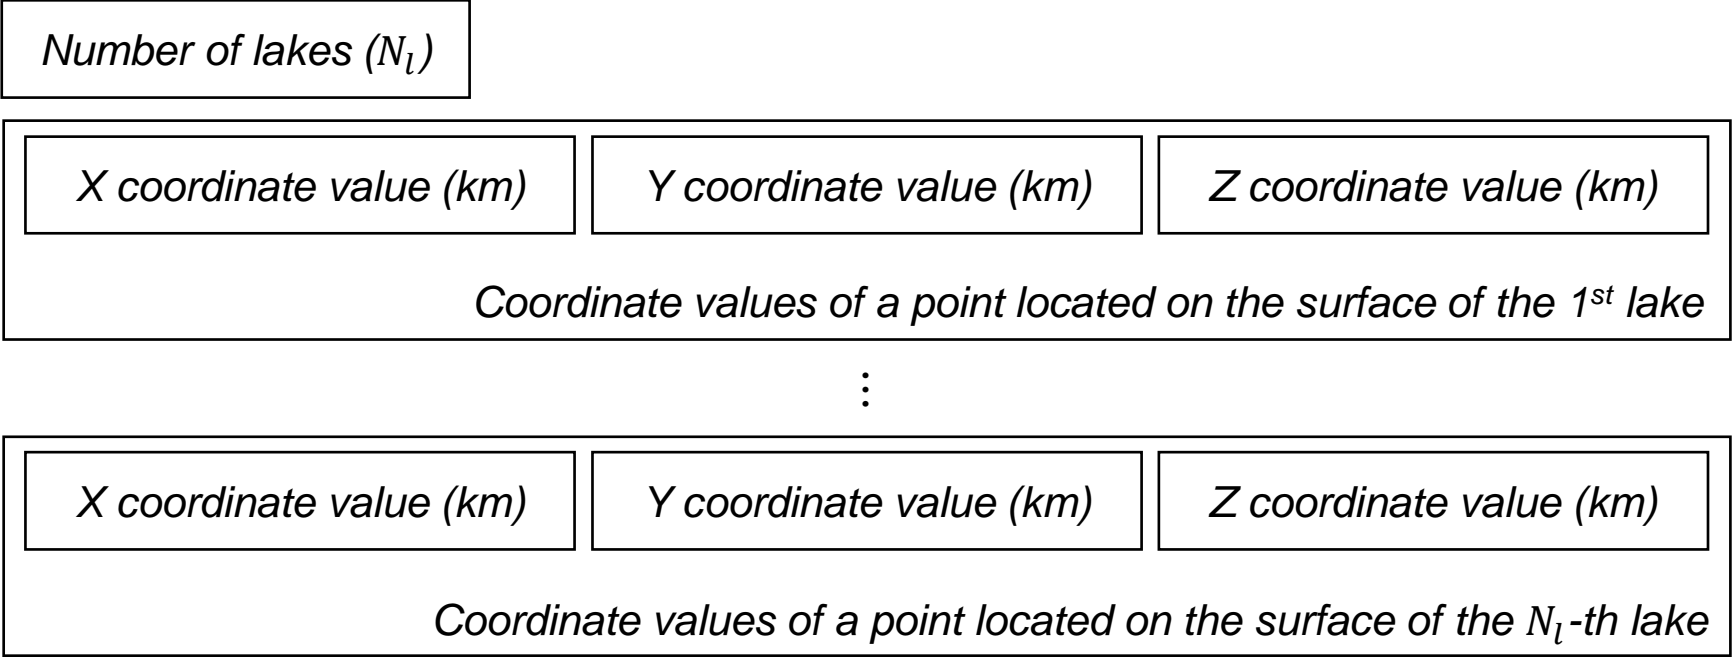 Number of lakes (N_l)
X coordinate value (km) Y coordinate value (km) Z coordinate value (km)
Coordinate values of a point located on the surface of the 1st lake
⋮
X coordinate value (km) Y coordinate value (km) Z coordinate value (km)
Coordinate values of a point located on the surface of the N_l-th lake